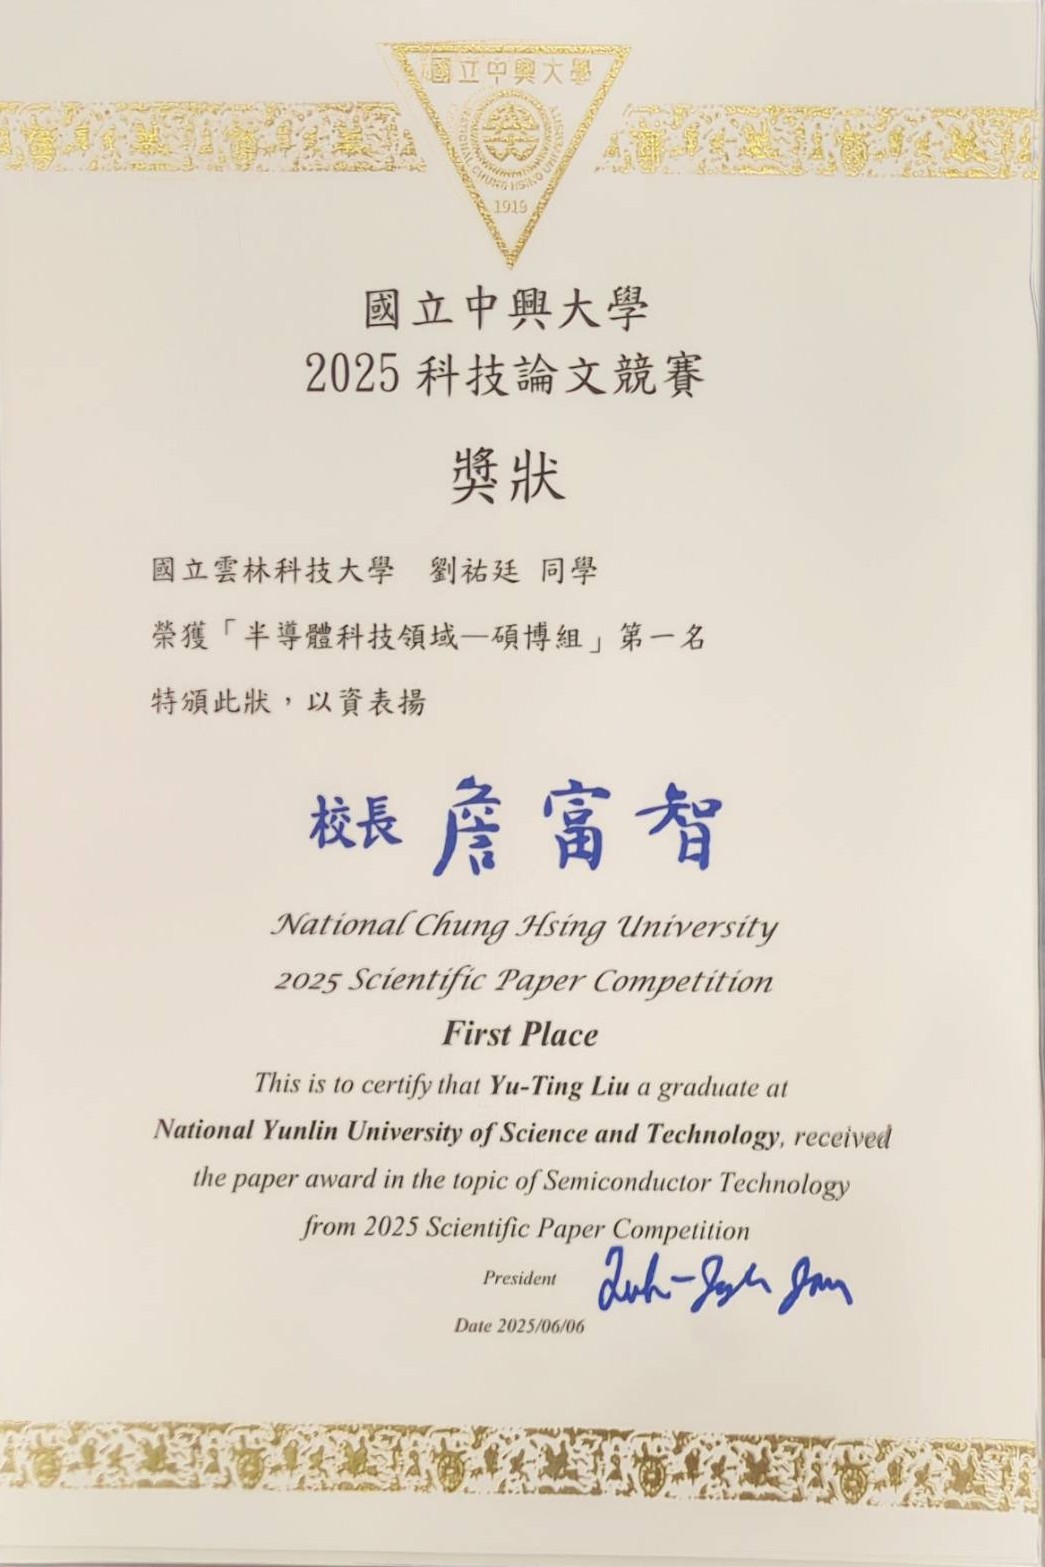 國立中興大學
1919
國立中興大學
2025 科技論文競賽
獎狀
國立雲林科技大學 劉祐廷 同學
榮獲「半導體科技領域—碩博組」第一名
特頒此狀，以資表揚
校長 詹富智
National Chung Hsing University
2025 Scientific Paper Competition
First Place
This is to certify that Yu-Ting Liu a graduate at
National Yunlin University of Science and Technology, received
the paper award in the topic of Semiconductor Technology
from 2025 Scientific Paper Competition
President
Date 2025/06/06